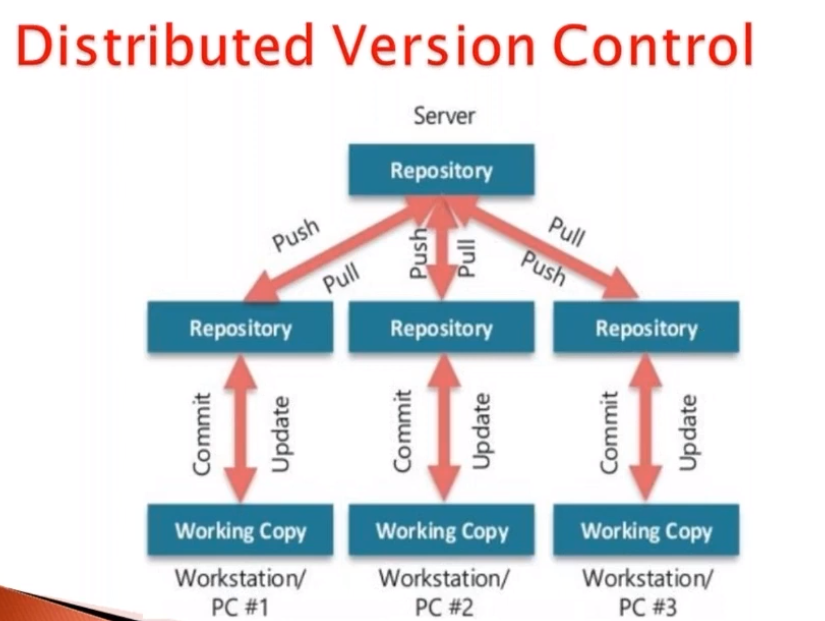 Distributed Version Control
Server
Repository
Push
Pull
Push
Pull
Pull
Push
Repository
Repository
Repository
Commit
Update
Commit
Update
Commit
Update
Working Copy
Working Copy
Working Copy
Workstation/
PC #1
Workstation/
PC #2
Workstation/
PC #3